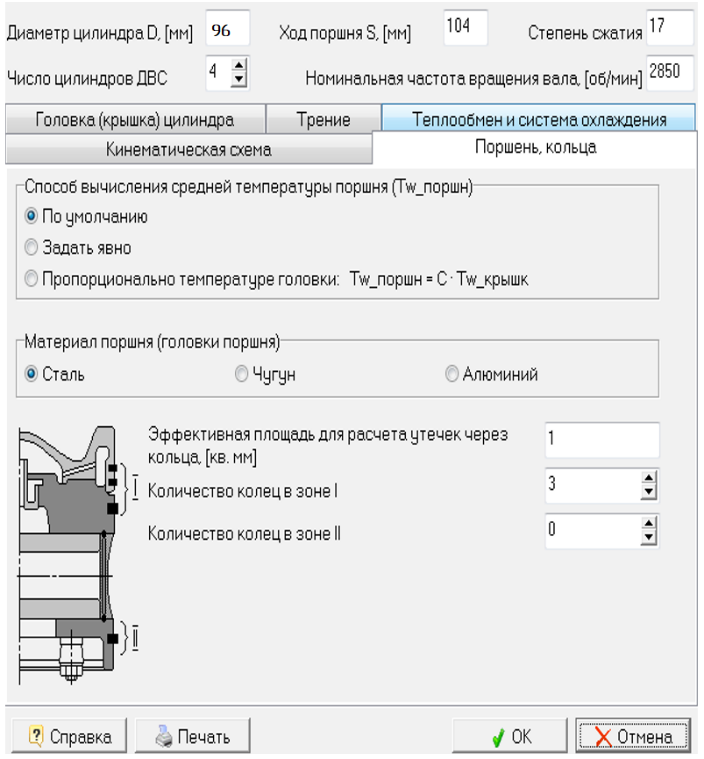 Диаметр цилиндра D, [мм] 96 Ход поршня S, [мм] 104 Степень сжатия 17
Число цилиндров ДВС 4 Номинальная частота вращения вала, [об/мин] 2850
Головка (крышка) цилиндра Трение Теплообмен и система охлаждения
Кинематическая схема Поршень, кольца
Способ вычисления средней температуры поршня (Tw_поршн)
По умолчанию
Задать явно
Пропорционально температуре головки: Tw_поршн = C · Tw_крышк
Материал поршня (головки поршня)
Сталь Чугун Алюминий
Эффективная площадь для расчета утечек через
кольца, [кв. мм] 1
Количество колец в зоне I 3
Количество колец в зоне II 0
I
II
Справка Печать OK Отмена